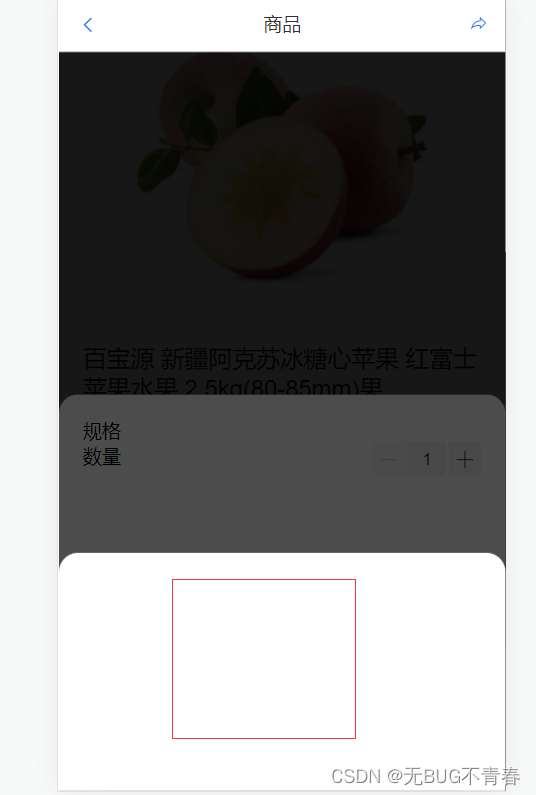 商品
百宝源 新疆阿克苏冰糖心苹果 红富士
苹果水果 2.5kg(80-85mm)果
规格
数量
1
CSDN @无BUG不青春